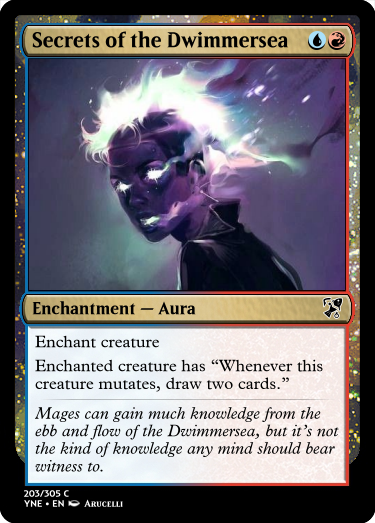 Secrets of the Dwimmersea
Enchantment — Aura
Enchant creature
Enchanted creature has “Whenever this
creature mutates, draw two cards.”
Mages can gain much knowledge from the
ebb and flow of the Dwimmersea, but it's not
the kind of knowledge any mind should bear
witness to.
203/305 C
YNE • EN Arucelli